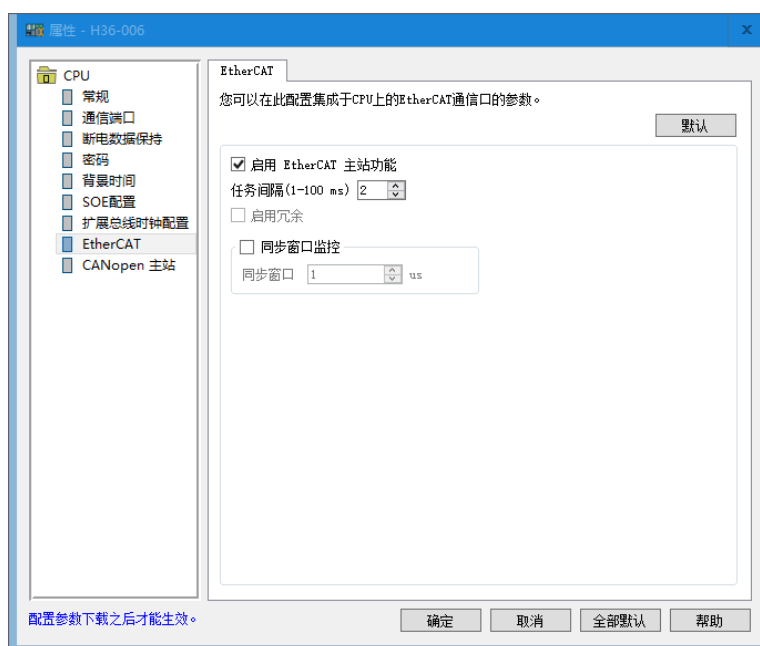 属性 - H36-006
x
CPU
常规
通信端口
断电数据保持
密码
背景时间
SOE配置
扩展总线时钟配置
EtherCAT
CANopen 主站
EtherCAT
您可以在此配置集成于CPU上的EtherCAT通信口的参数。
默认
启用 EtherCAT 主站功能
任务间隔(1-100 ms) 2
启用冗余
同步窗口监控
同步窗口 1 us
配置参数下载之后才能生效。
确定 取消 全部默认 帮助